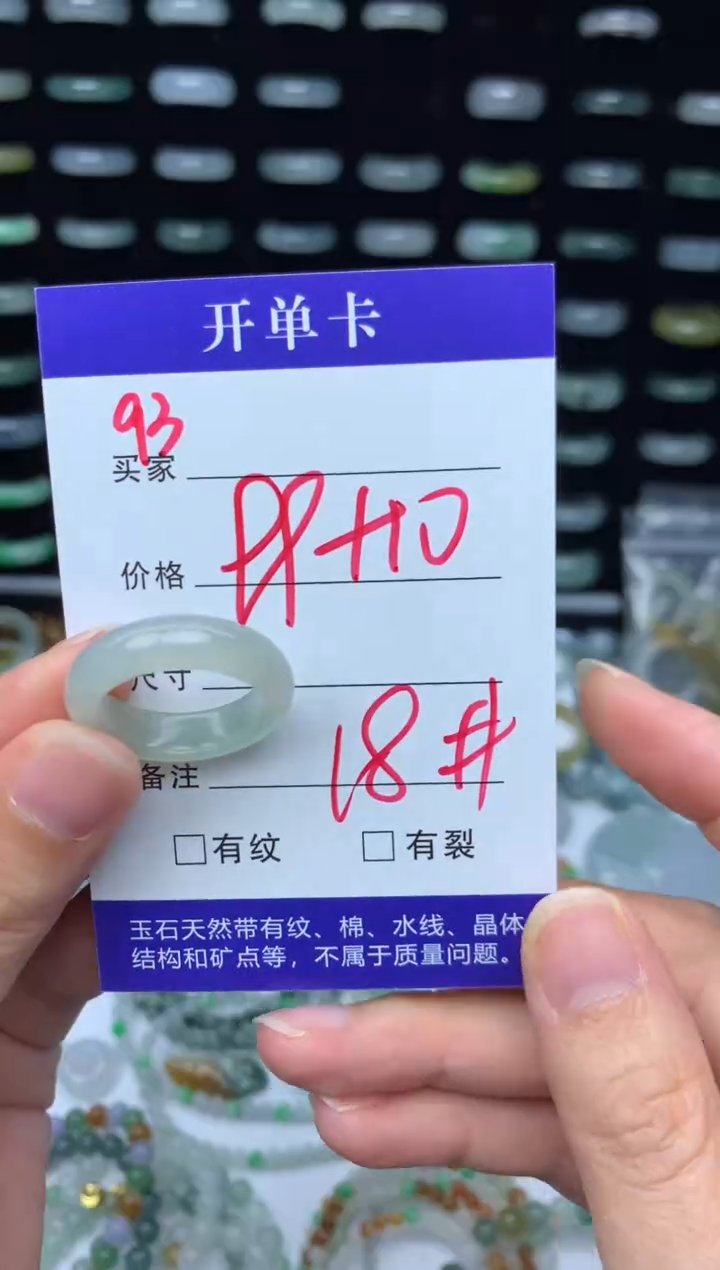 开单卡
93
买家
价格
尺寸
18#
备注
有纹 有裂
玉石天然带有纹、棉、水线、晶体
结构和矿点等，不属于质量问题。